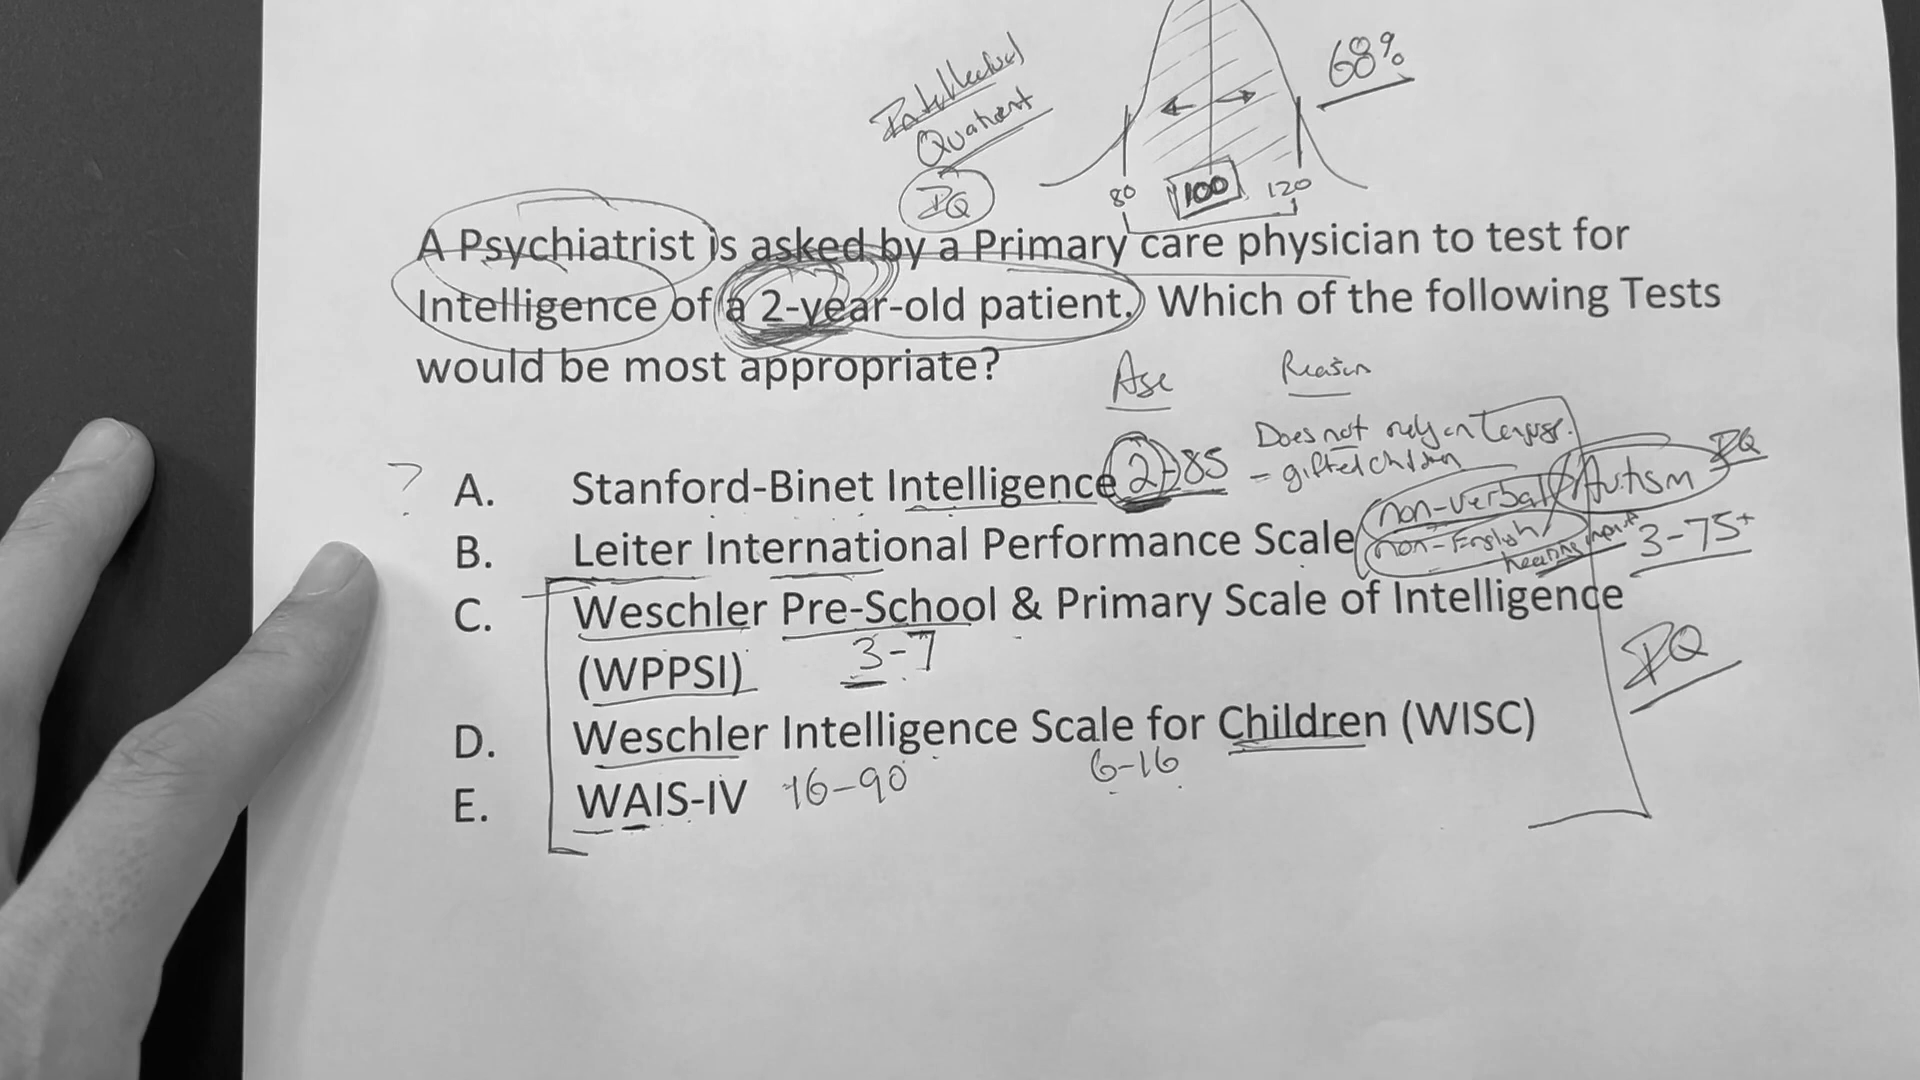 Intellectual
Quatient
IQ
68%
80 100 120
A Psychiatrist is asked by a Primary care physician to test for
Intelligence of a 2-year-old patient. Which of the following Tests
would be most appropriate?
Age Reason
Does not rely on
- gifted children
? A. Stanford-Binet Intelligence 2-85
non-verbal / Autism IQ
B. Leiter International Performance Scale
non-English
hearing 3-75+
C. Weschler Pre-School & Primary Scale of Intelligence
(WPPSI) 3-7
IQ
D. Weschler Intelligence Scale for Children (WISC)
6-16
E. WAIS-IV 16-90